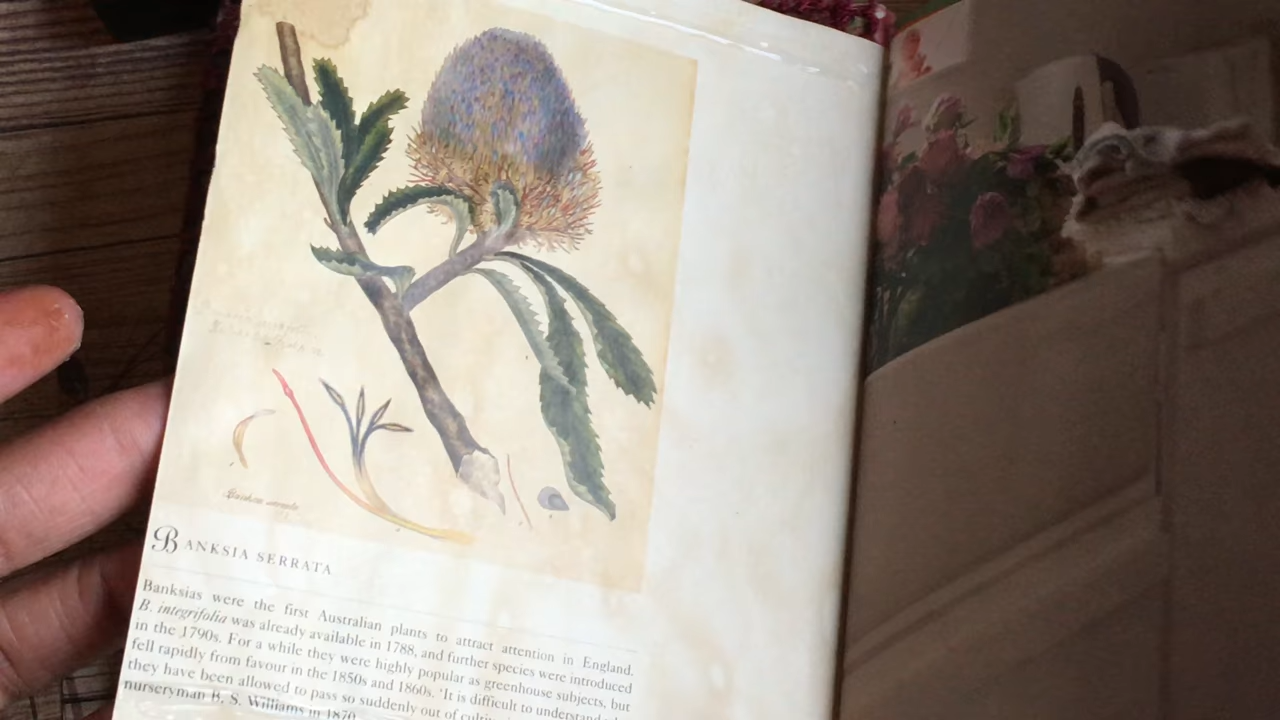 Banksia serrata
BANKSIA SERRATA
Banksias were the first Australian plants to attract attention in England.
B. integrifolia was already available in 1788, and further species were introduced
in the 1790s. For a while they were highly popular as greenhouse subjects, but
fell rapidly from favour in the 1850s and 1860s. 'It is difficult to understand
they have been allowed to pass so suddenly out of
nurseryman B. S. Williams in 1870.